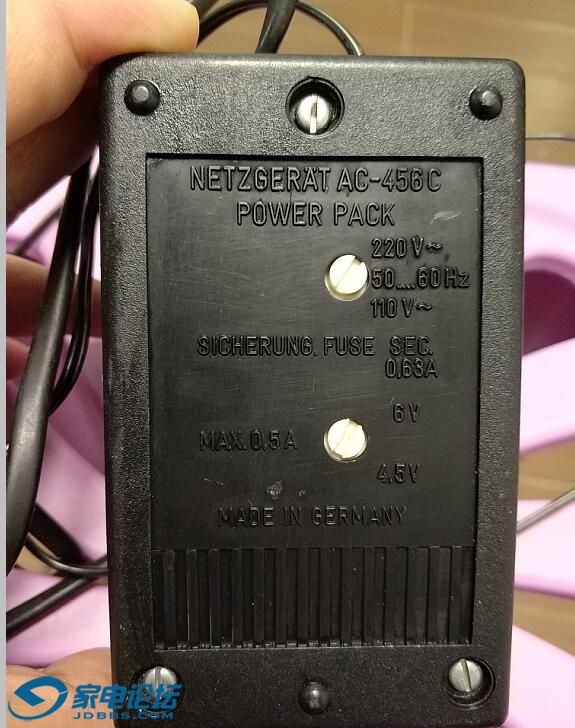 NETZGERÄT AC-456C
POWER PACK
220V~
50....60Hz
110V~
SICHERUNG, FUSE SEC.
0,63A
6V
MAX. 0,5A
4,5V
MADE IN GERMANY
家电论坛
JDBBS.COM